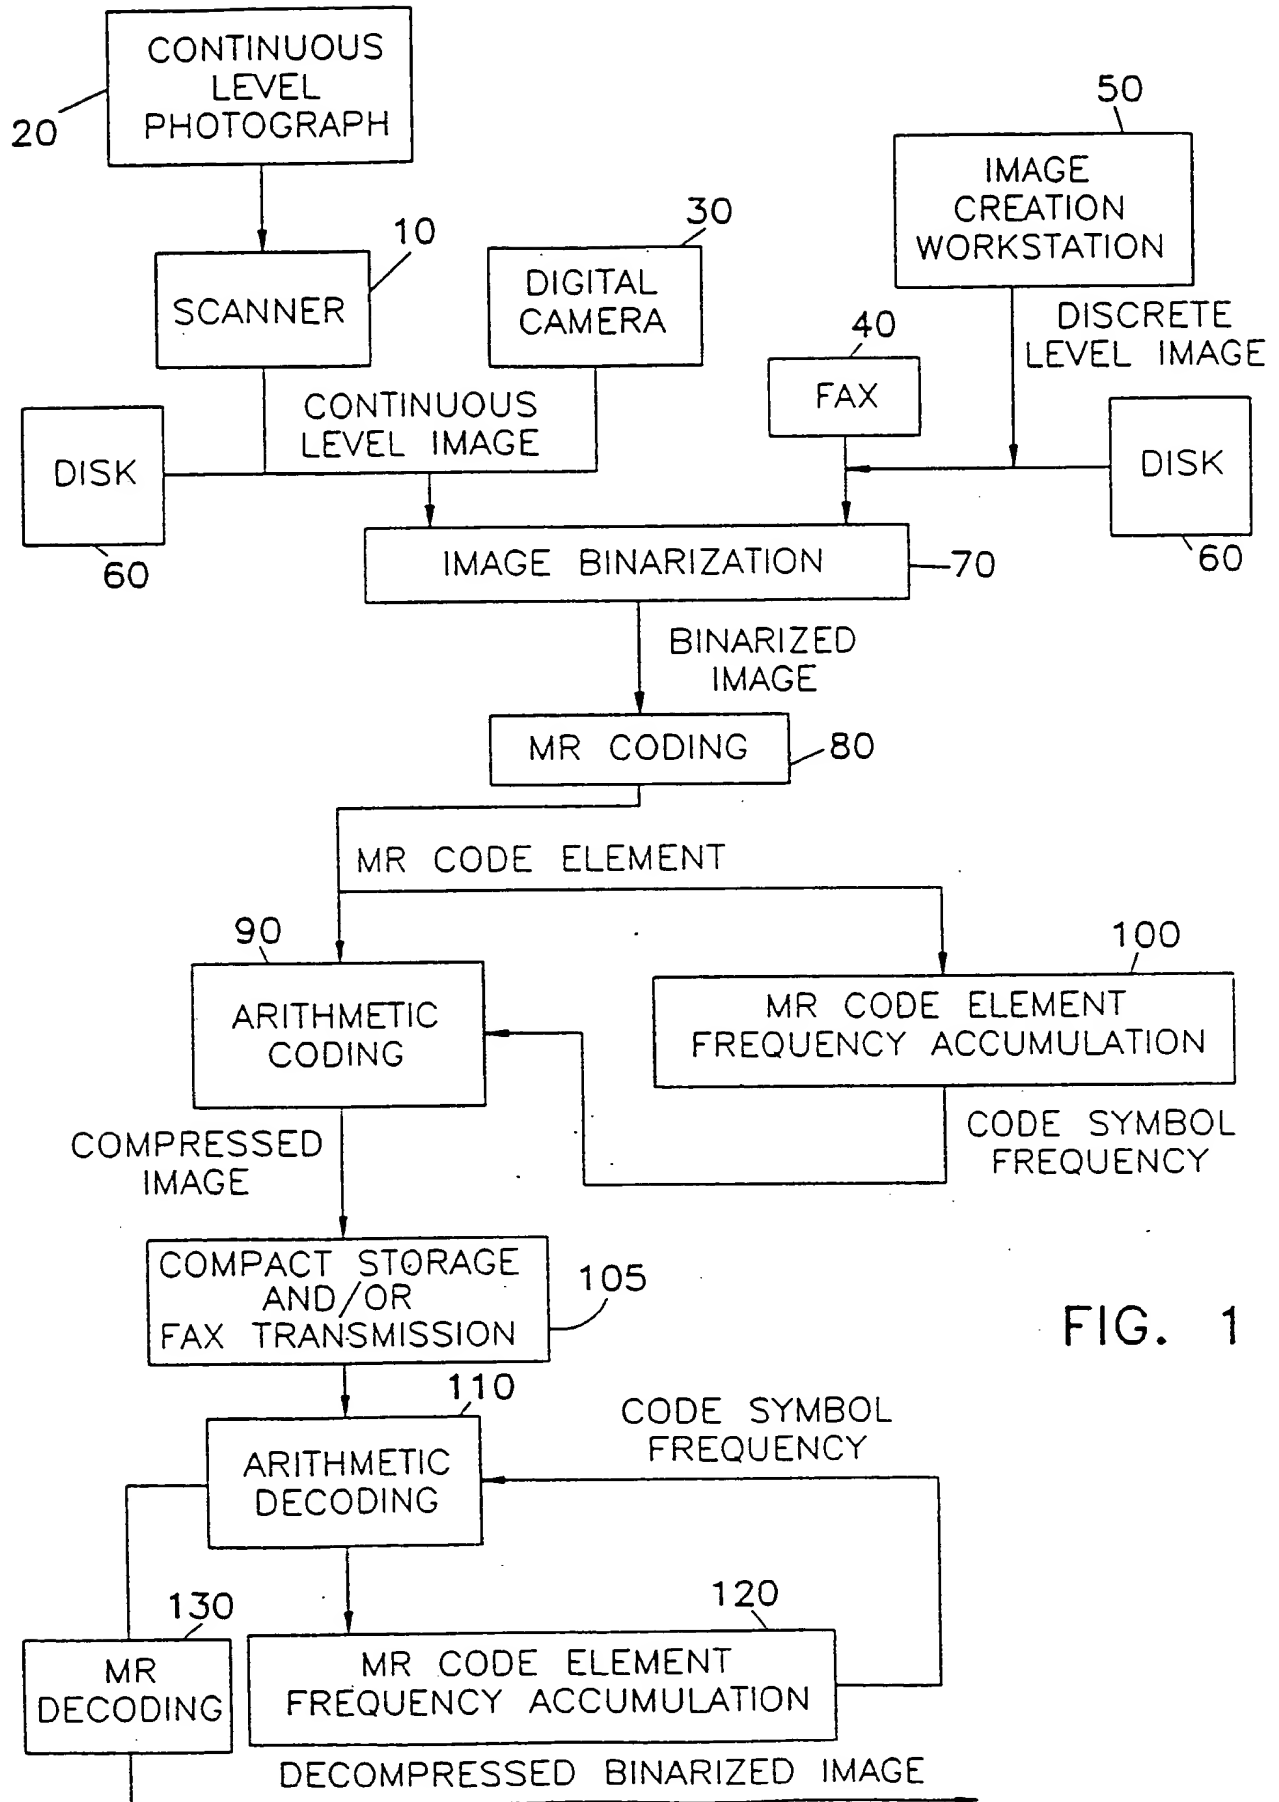 CONTINUOUS
LEVEL
PHOTOGRAPH
20
50
IMAGE
CREATION
WORKSTATION
10
30
SCANNER
DIGITAL
CAMERA
40
DISCRETE
LEVEL IMAGE
FAX
CONTINUOUS
LEVEL IMAGE
DISK
DISK
60
60
IMAGE BINARIZATION
70
BINARIZED
IMAGE
MR CODING
80
MR CODE ELEMENT
90
100
ARITHMETIC
CODING
MR CODE ELEMENT
FREQUENCY ACCUMULATION
COMPRESSED
IMAGE
CODE SYMBOL
FREQUENCY
COMPACT STORAGE
AND/OR
FAX TRANSMISSION
105
FIG. 1
110
CODE SYMBOL
FREQUENCY
ARITHMETIC
DECODING
130
120
MR
DECODING
MR CODE ELEMENT
FREQUENCY ACCUMULATION
DECOMPRESSED BINARIZED IMAGE